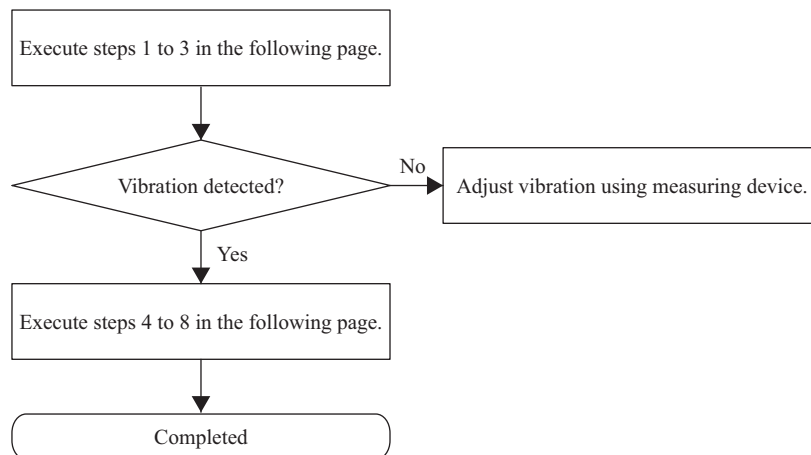 Execute steps 1 to 3 in the following page.
Vibration detected?
No
Adjust vibration using measuring device.
Yes
Execute steps 4 to 8 in the following page.
Completed